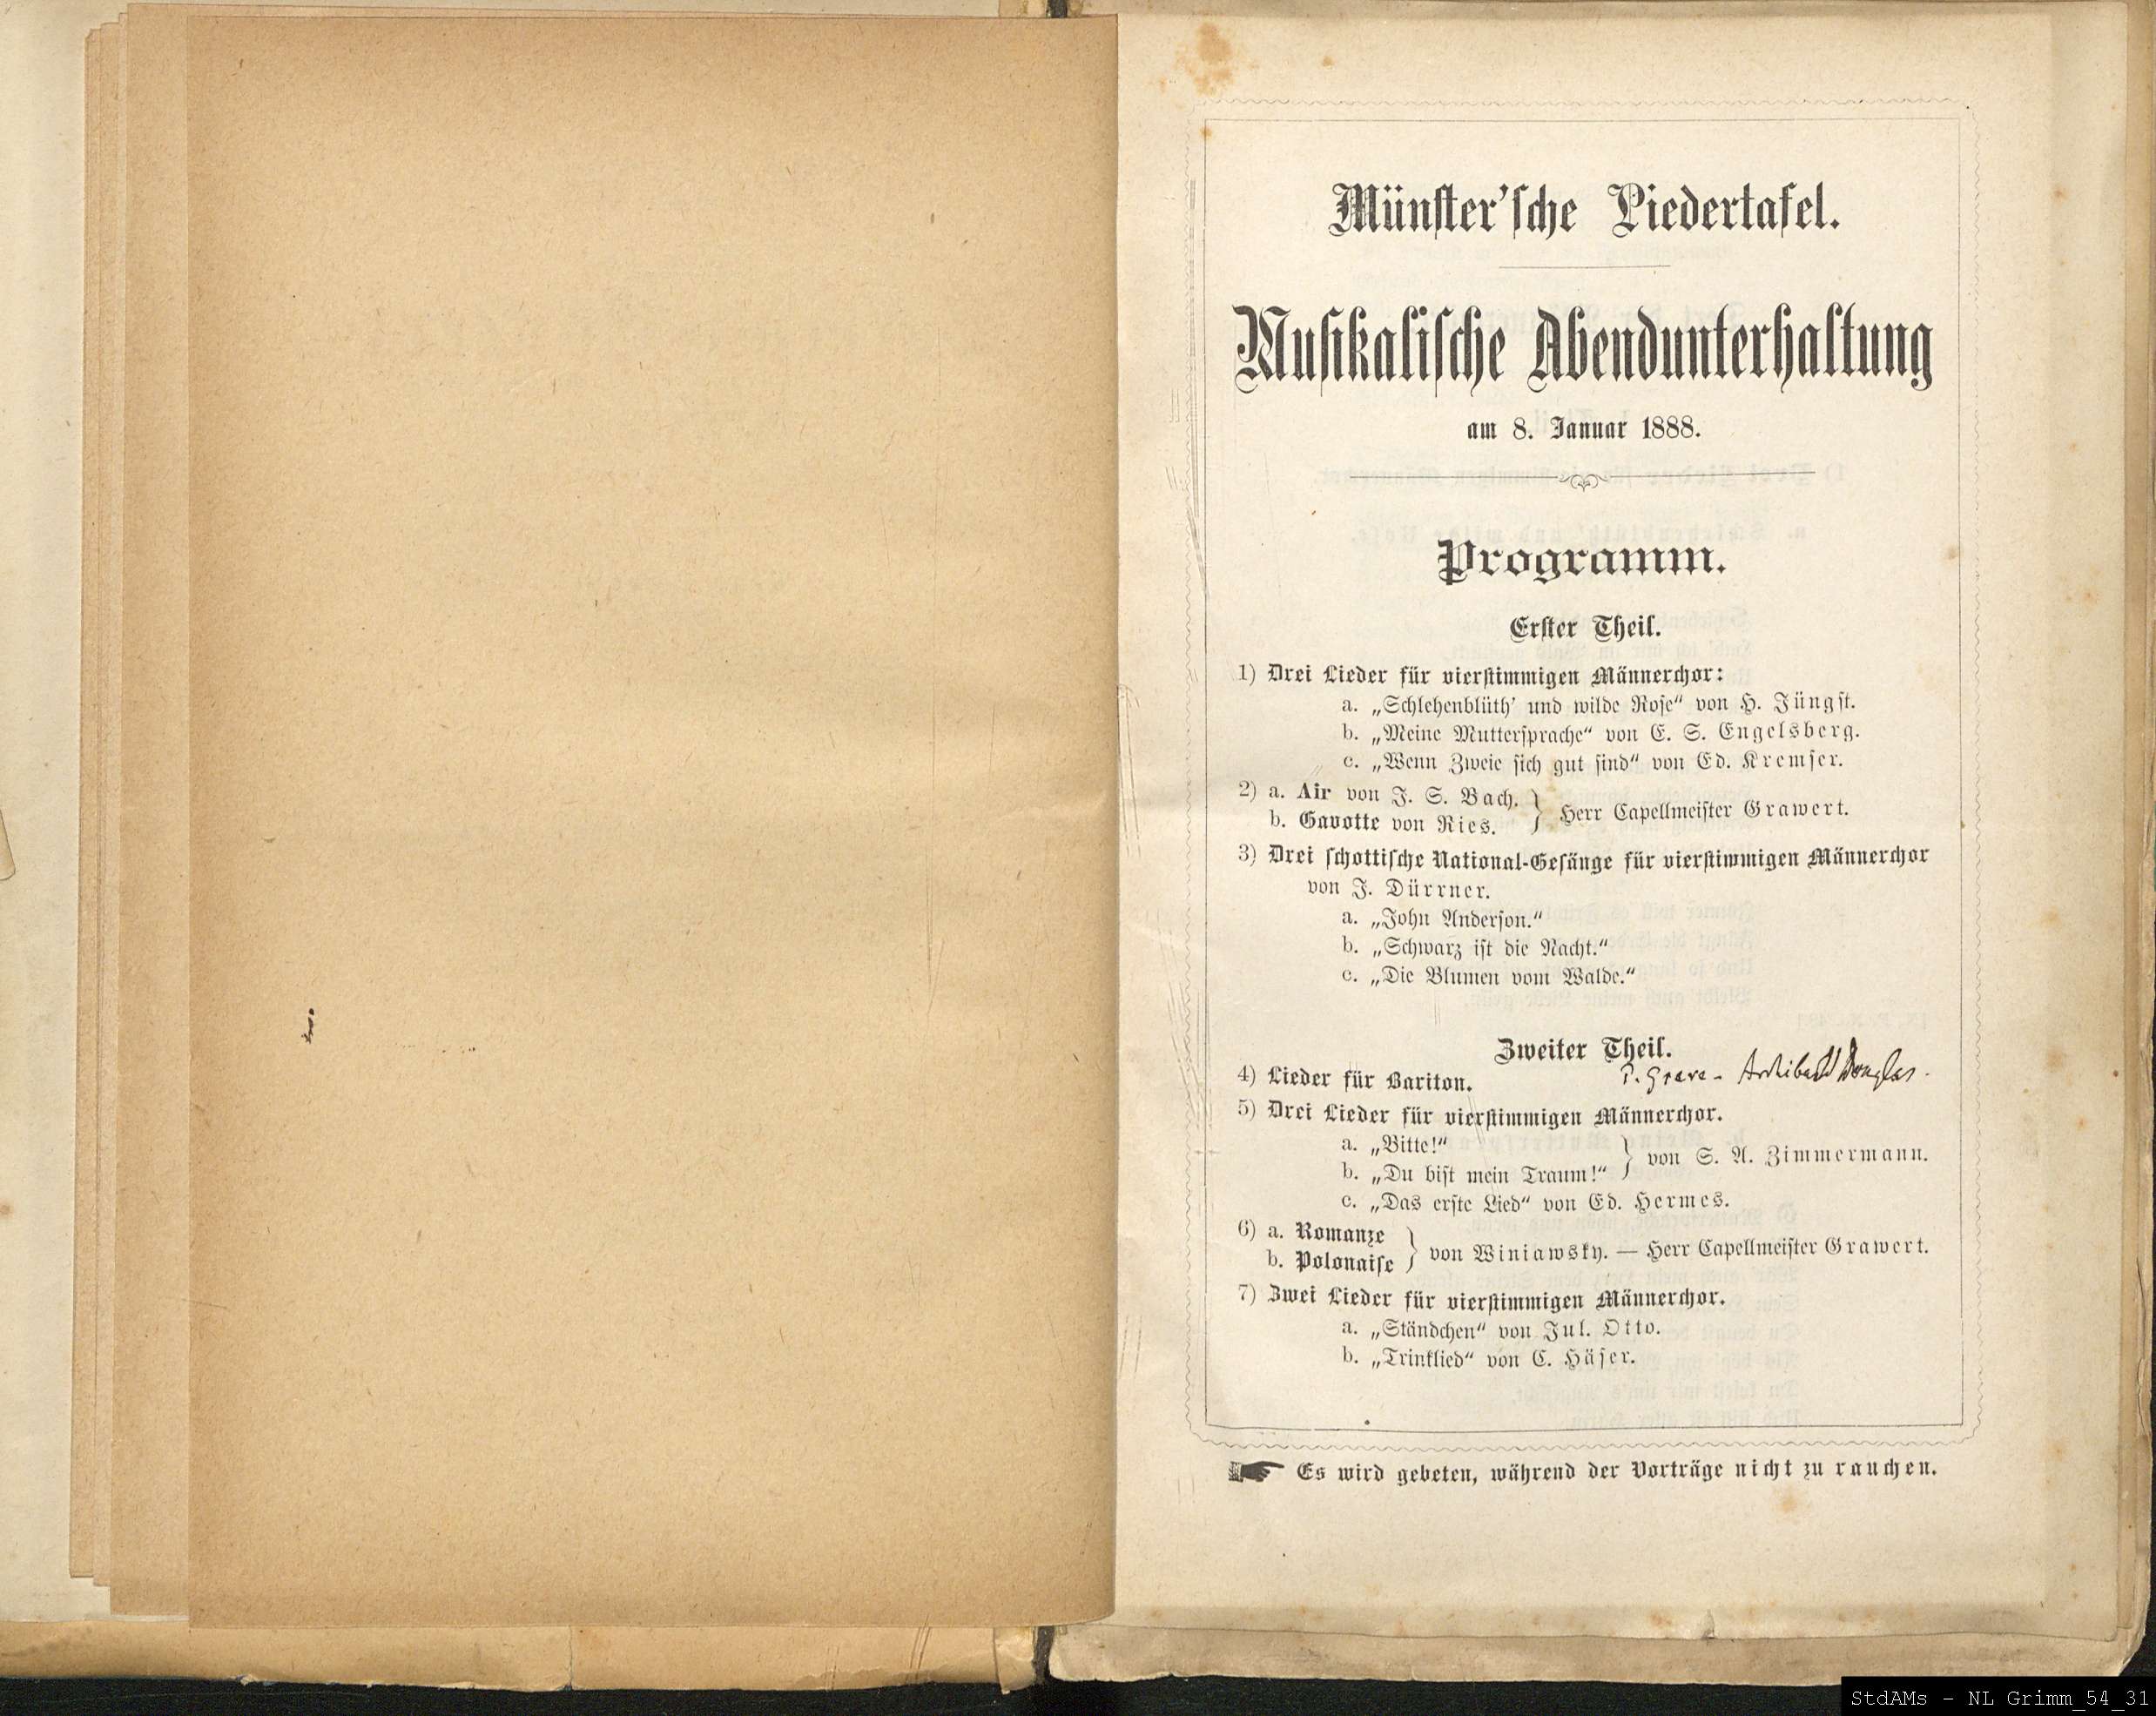 Münster'sche Liedertafel.
Musikalische Abendunterhaltung
am 8. Januar 1888.
Programm.
Erster Theil.
1) Drei Lieder für vierstimmigen Männerchor:
a. „Schlehenblüth' und wilde Rose“ von H. Jüngst.
b. „Meine Muttersprache“ von E. S. Engelsberg.
c. „Wenn Zweie sich gut sind“ von Ed. Kremser.
2) a. Air von J. S. Bach.
b. Gavotte von Ries.
} Herr Capellmeister Grawert.
3) Drei schottische National-Gesänge für vierstimmigen Männerchor
von J. Dürrner.
a. „John Anderson.“
b. „Schwarz ist die Nacht.“
c. „Die Blumen vom Walde.“
Zweiter Theil.
4) Lieder für Bariton. P. Greve - Archibald Douglas.
5) Drei Lieder für vierstimmigen Männerchor.
a. „Bitte!“
b. „Du bist mein Traum!“
} von S. A. Zimmermann.
c. „Das erste Lied“ von Ed. Hermes.
6) a. Romanze
b. Polonaise
} von Winiawsky. — Herr Capellmeister Grawert.
7) Zwei Lieder für vierstimmigen Männerchor.
a. „Ständchen“ von Jul. Otto.
b. „Trinklied“ von C. Häser.
☛ Es wird gebeten, während der Vorträge nicht zu rauchen.
StdAMs - NL Grimm_54_31